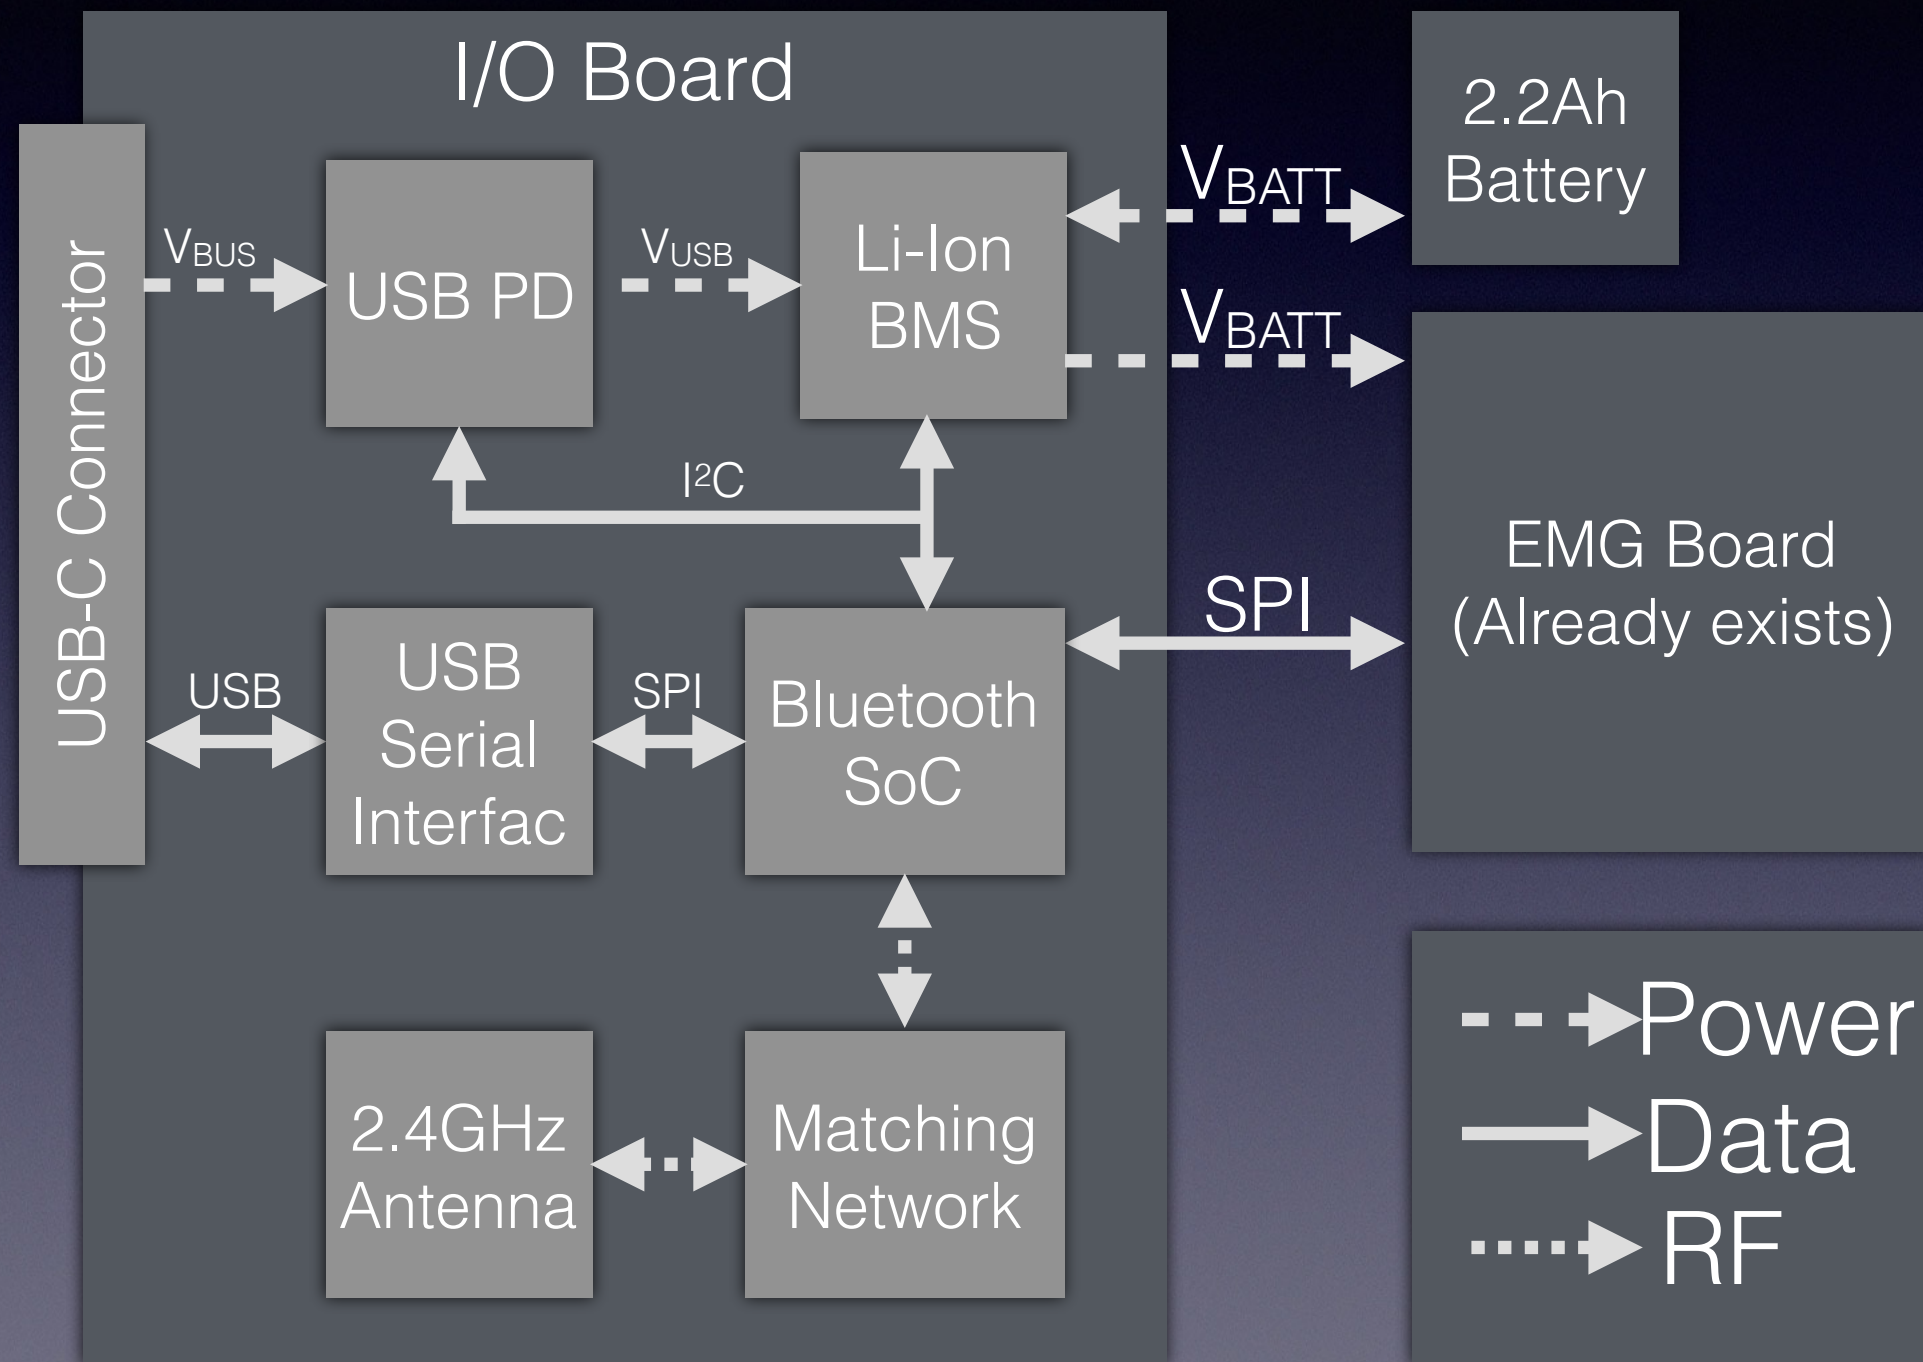 I/O Board
USB-C Connector
VBUS
USB PD
VUSB
Li-Ion
BMS
VBATT
2.2Ah
Battery
VBATT
I²C
EMG Board
(Already exists)
SPI
USB
USB
Serial
Interfac
SPI
Bluetooth
SoC
2.4GHz
Antenna
Matching
Network
Power
Data
RF